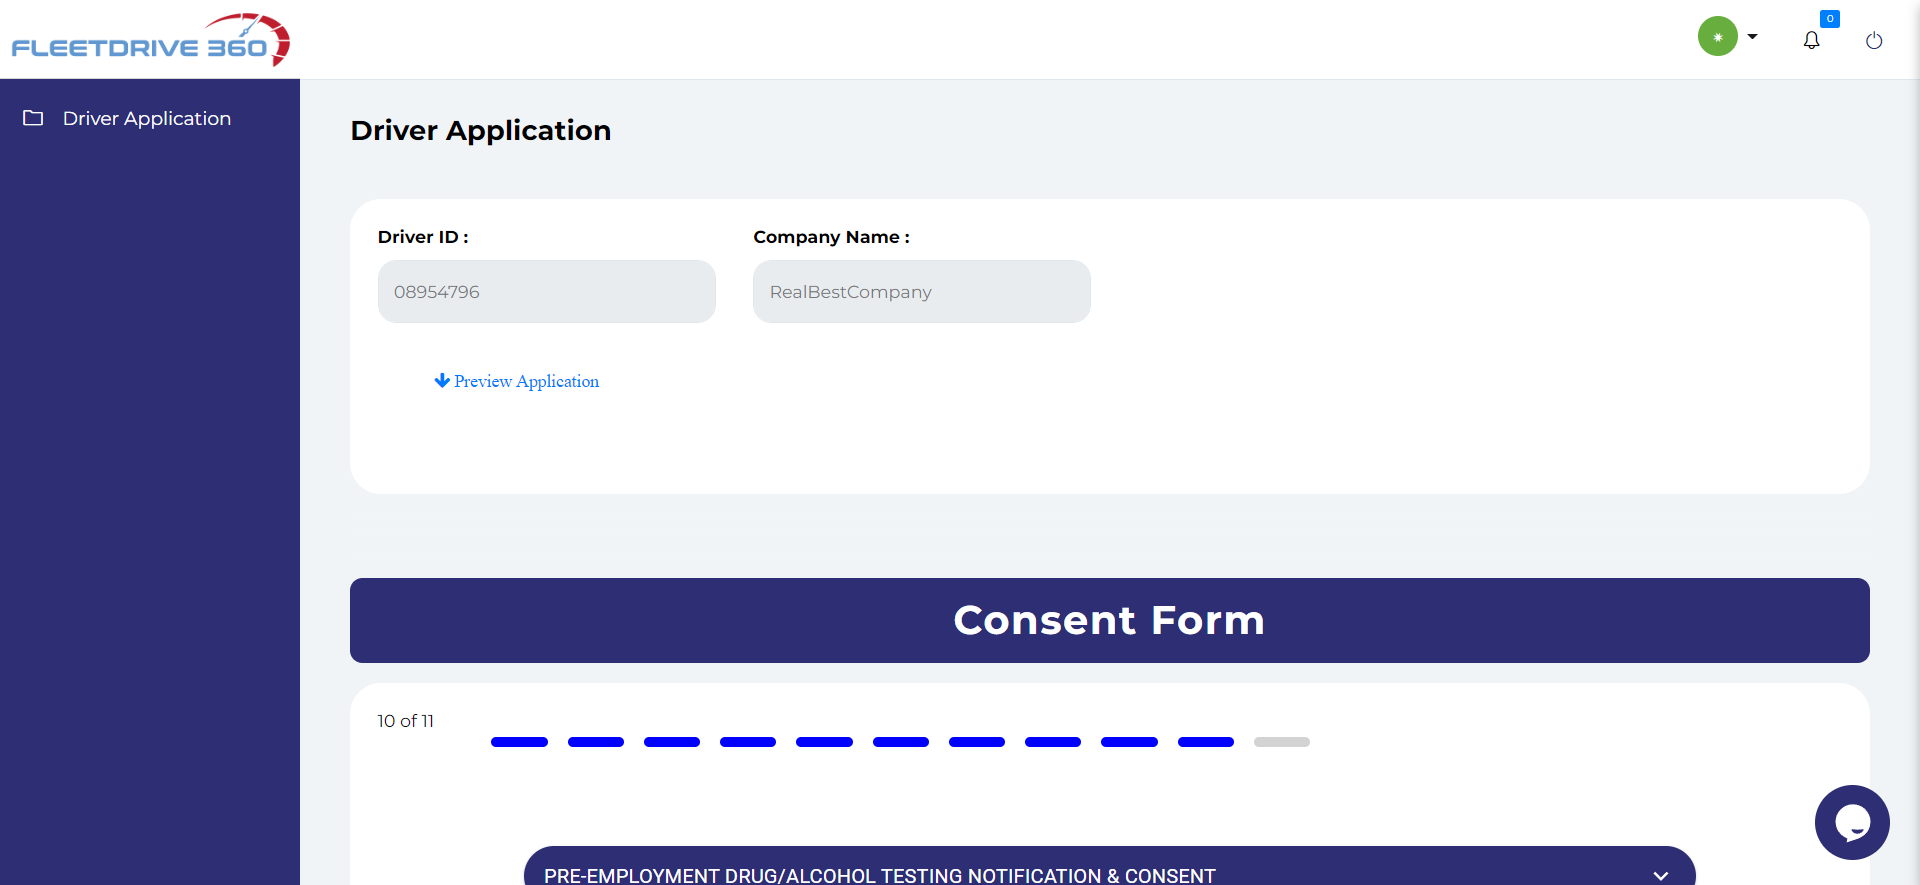 FLEETDRIVE 360
0
Driver Application
Driver Application
Driver ID :
Company Name :
08954796
RealBestCompany
Preview Application
Consent Form
10 of 11
PRE-EMPLOYMENT DRUG/ALCOHOL TESTING NOTIFICATION & CONSENT